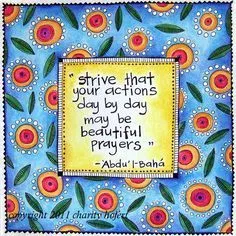 "strive that
your actions
day by day
may be
beautiful
prayers"
-Abdu'l-Bahá
copyright 2011 charity hofert